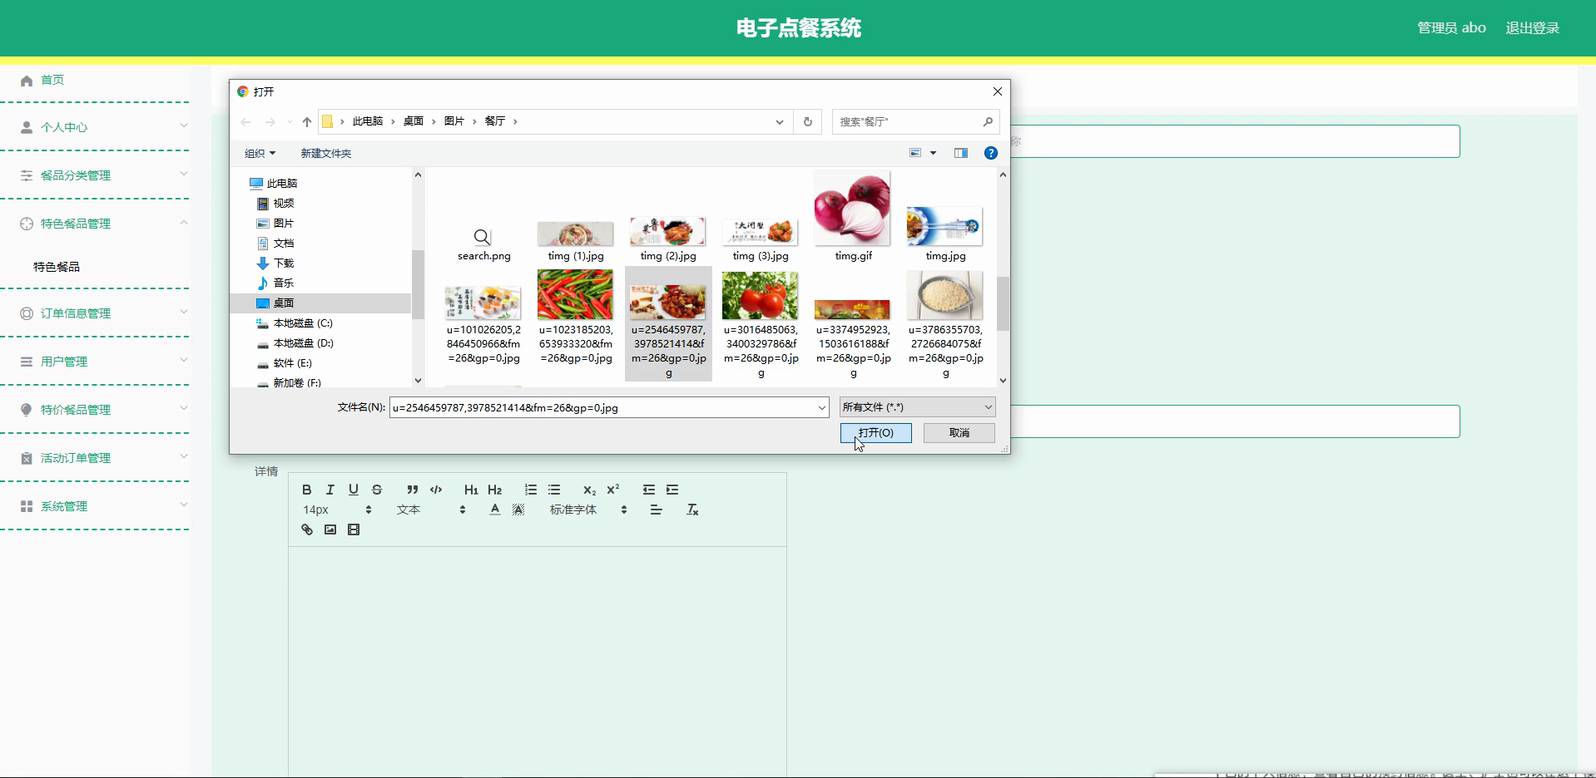 电子点餐系统
管理员 abo
退出登录
首页
个人中心
餐品分类管理
特色餐品管理
特色餐品
订单信息管理
用户管理
特价餐品管理
活动订单管理
系统管理
打开
此电脑 › 桌面 › 图片 › 餐厅 ›
搜索"餐厅"
组织
新建文件夹
此电脑
视频
图片
文档
下载
音乐
桌面
本地磁盘 (C:)
本地磁盘 (D:)
软件 (E:)
新加卷 (F:)
search.png
timg (1).jpg
timg (2).jpg
timg (3).jpg
timg.gif
timg.jpg
u=101026205,2846450966&fm=26&gp=0.jpg
u=1023185203,653933320&fm=26&gp=0.jpg
u=2546459787,3978521414&fm=26&gp=0.jpg
u=3016485063,3400329786&fm=26&gp=0.jpg
u=3374952923,1503616188&fm=26&gp=0.jpg
u=3786355703,2726684075&fm=26&gp=0.jpg
文件名(N):
u=2546459787,3978521414&fm=26&gp=0.jpg
所有文件 (*.*)
打开(O)
取消
称
详情
B I U S H1 H2 X2 X2
14px 文本 A A 标准字体 Tx